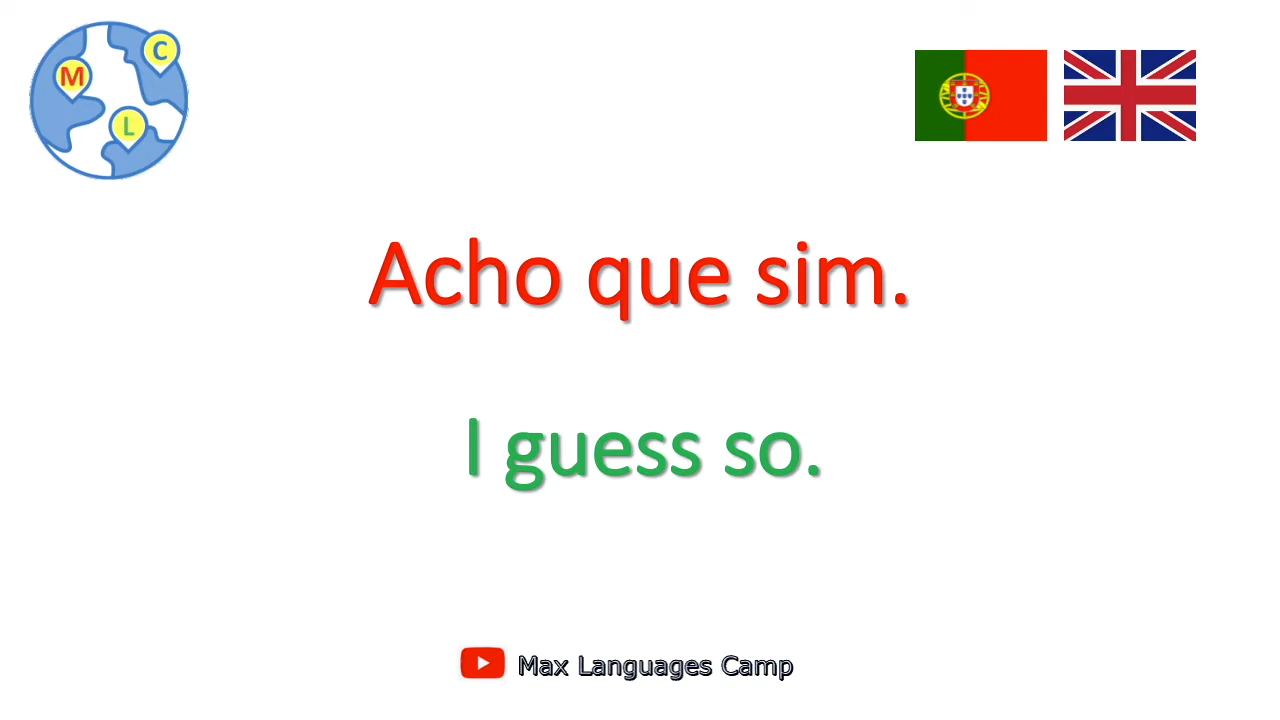 C
M
L
Acho que sim.
I guess so.
Max Languages Camp